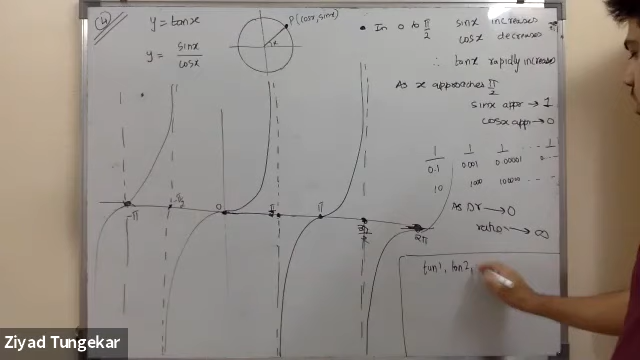 ④
y = tanx
y = sinx/cosx
P(cosx, sinx)
x
• In 0 to π/2
sinx increases
cosx decreases
∴ tanx rapidly increases
As x approaches π/2
sinx appr → 1
cosx appr → 0
1/0.1 1/0.001 1/0.00001 ... 1/0...
10 1000 100000 ...
As Dr → 0
ratio → ∞
-π -π/2 0 π/2 π 3π/2 2π
tan1, tan2,
Ziyad Tungekar